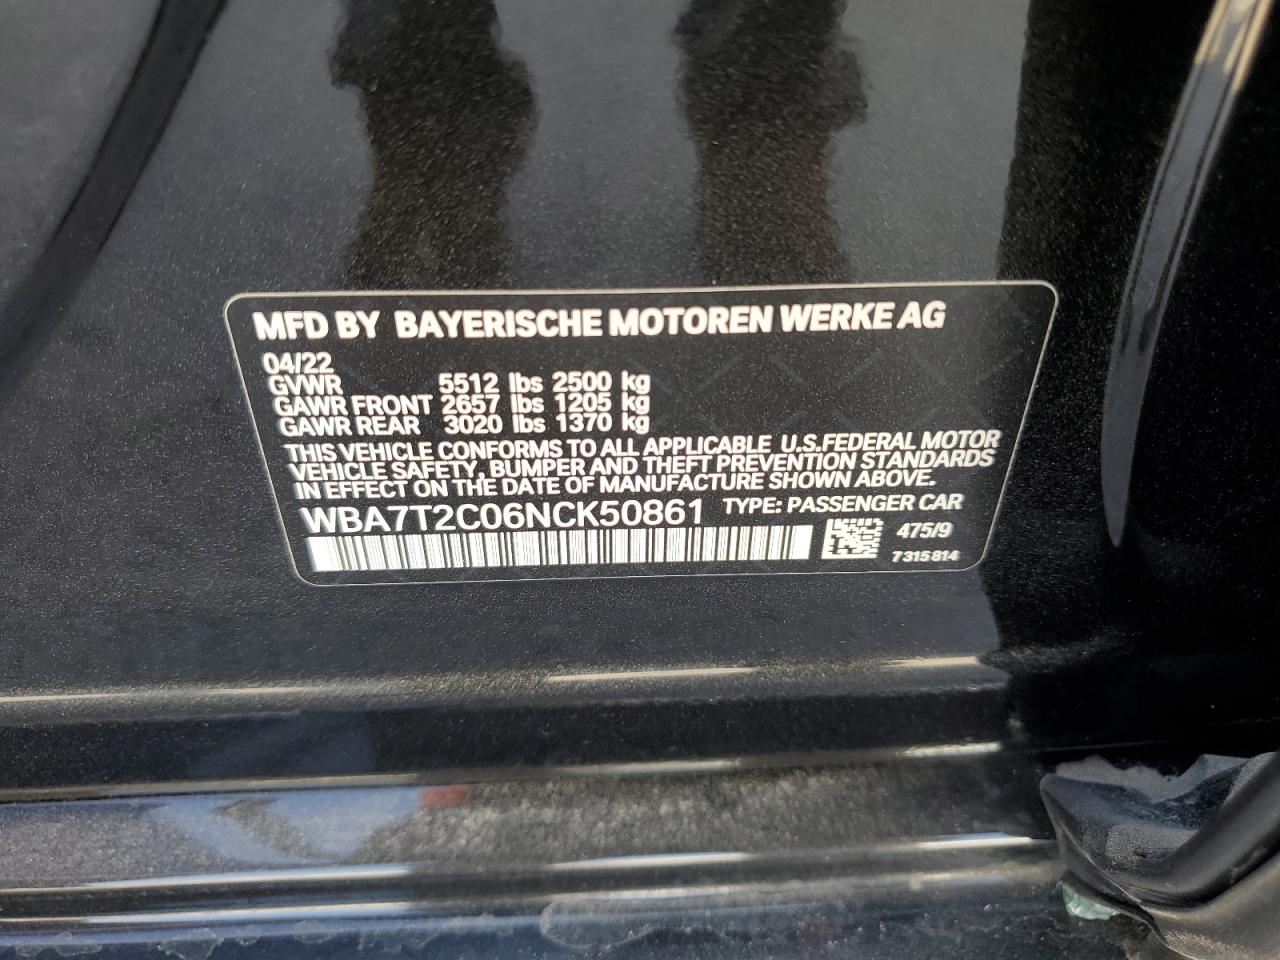 MFD BY BAYERISCHE MOTOREN WERKE AG
04/22
GVWR 5512 lbs 2500 kg
GAWR FRONT 2657 lbs 1205 kg
GAWR REAR 3020 lbs 1370 kg
THIS VEHICLE CONFORMS TO ALL APPLICABLE U.S.FEDERAL MOTOR
VEHICLE SAFETY, BUMPER AND THEFT PREVENTION STANDARDS
IN EFFECT ON THE DATE OF MANUFACTURE SHOWN ABOVE.
WBA7T2C06NCK50861 TYPE: PASSENGER CAR
475/9
7315814